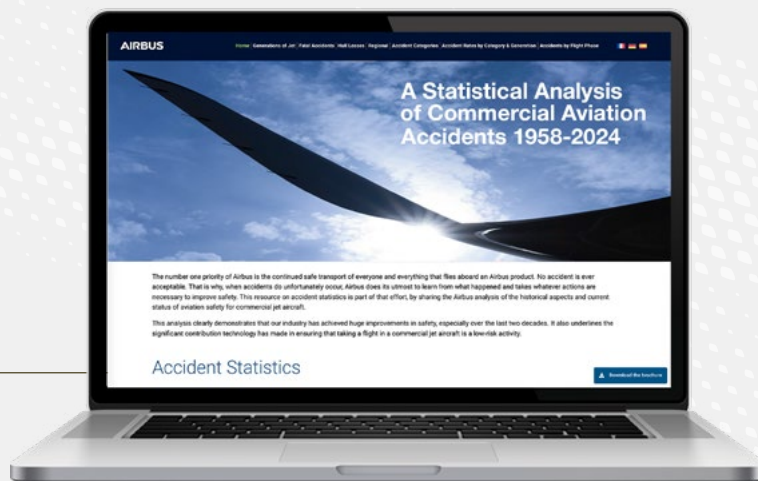 AIRBUS
Home Generations of Jet Fatal Accidents Hull Losses Regional Accident Categories Accident Rates by Category & Generation Accidents by Flight Phase
A Statistical Analysis
of Commercial Aviation
Accidents 1958-2024
The number one priority of Airbus is the continued safe transport of everyone and everything that flies aboard an Airbus product. No accident is ever
acceptable. That is why, when accidents do unfortunately occur, Airbus does its utmost to learn from what happened and takes whatever actions are
necessary to improve safety. This resource on accident statistics is part of that effort, by sharing the Airbus analysis of the historical aspects and current
status of aviation safety for commercial jet aircraft.
This analysis clearly demonstrates that our industry has achieved huge improvements in safety, especially over the last two decades. It also underlines the
significant contribution technology has made in ensuring that taking a flight in a commercial jet aircraft is a low-risk activity.
Accident Statistics
Download the brochure